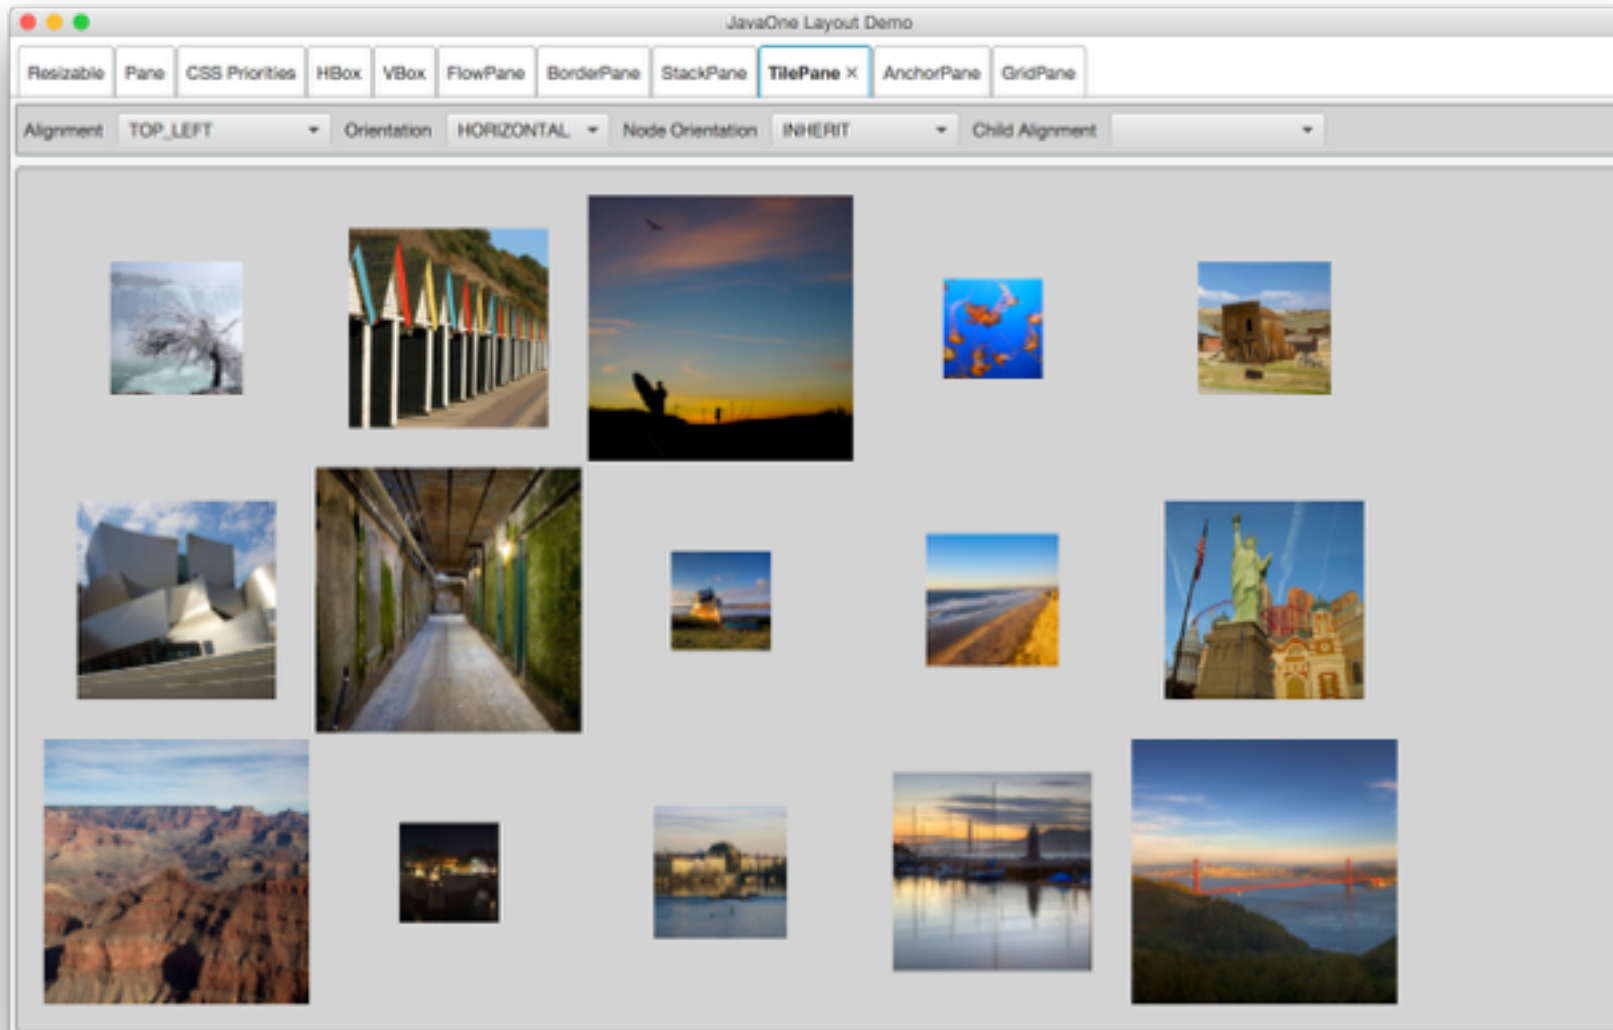 JavaOne Layout Demo
Resizable Pane CSS Priorities HBox VBox FlowPane BorderPane StackPane TilePane × AnchorPane GridPane
Alignment TOP_LEFT Orientation HORIZONTAL Node Orientation INHERIT Child Alignment